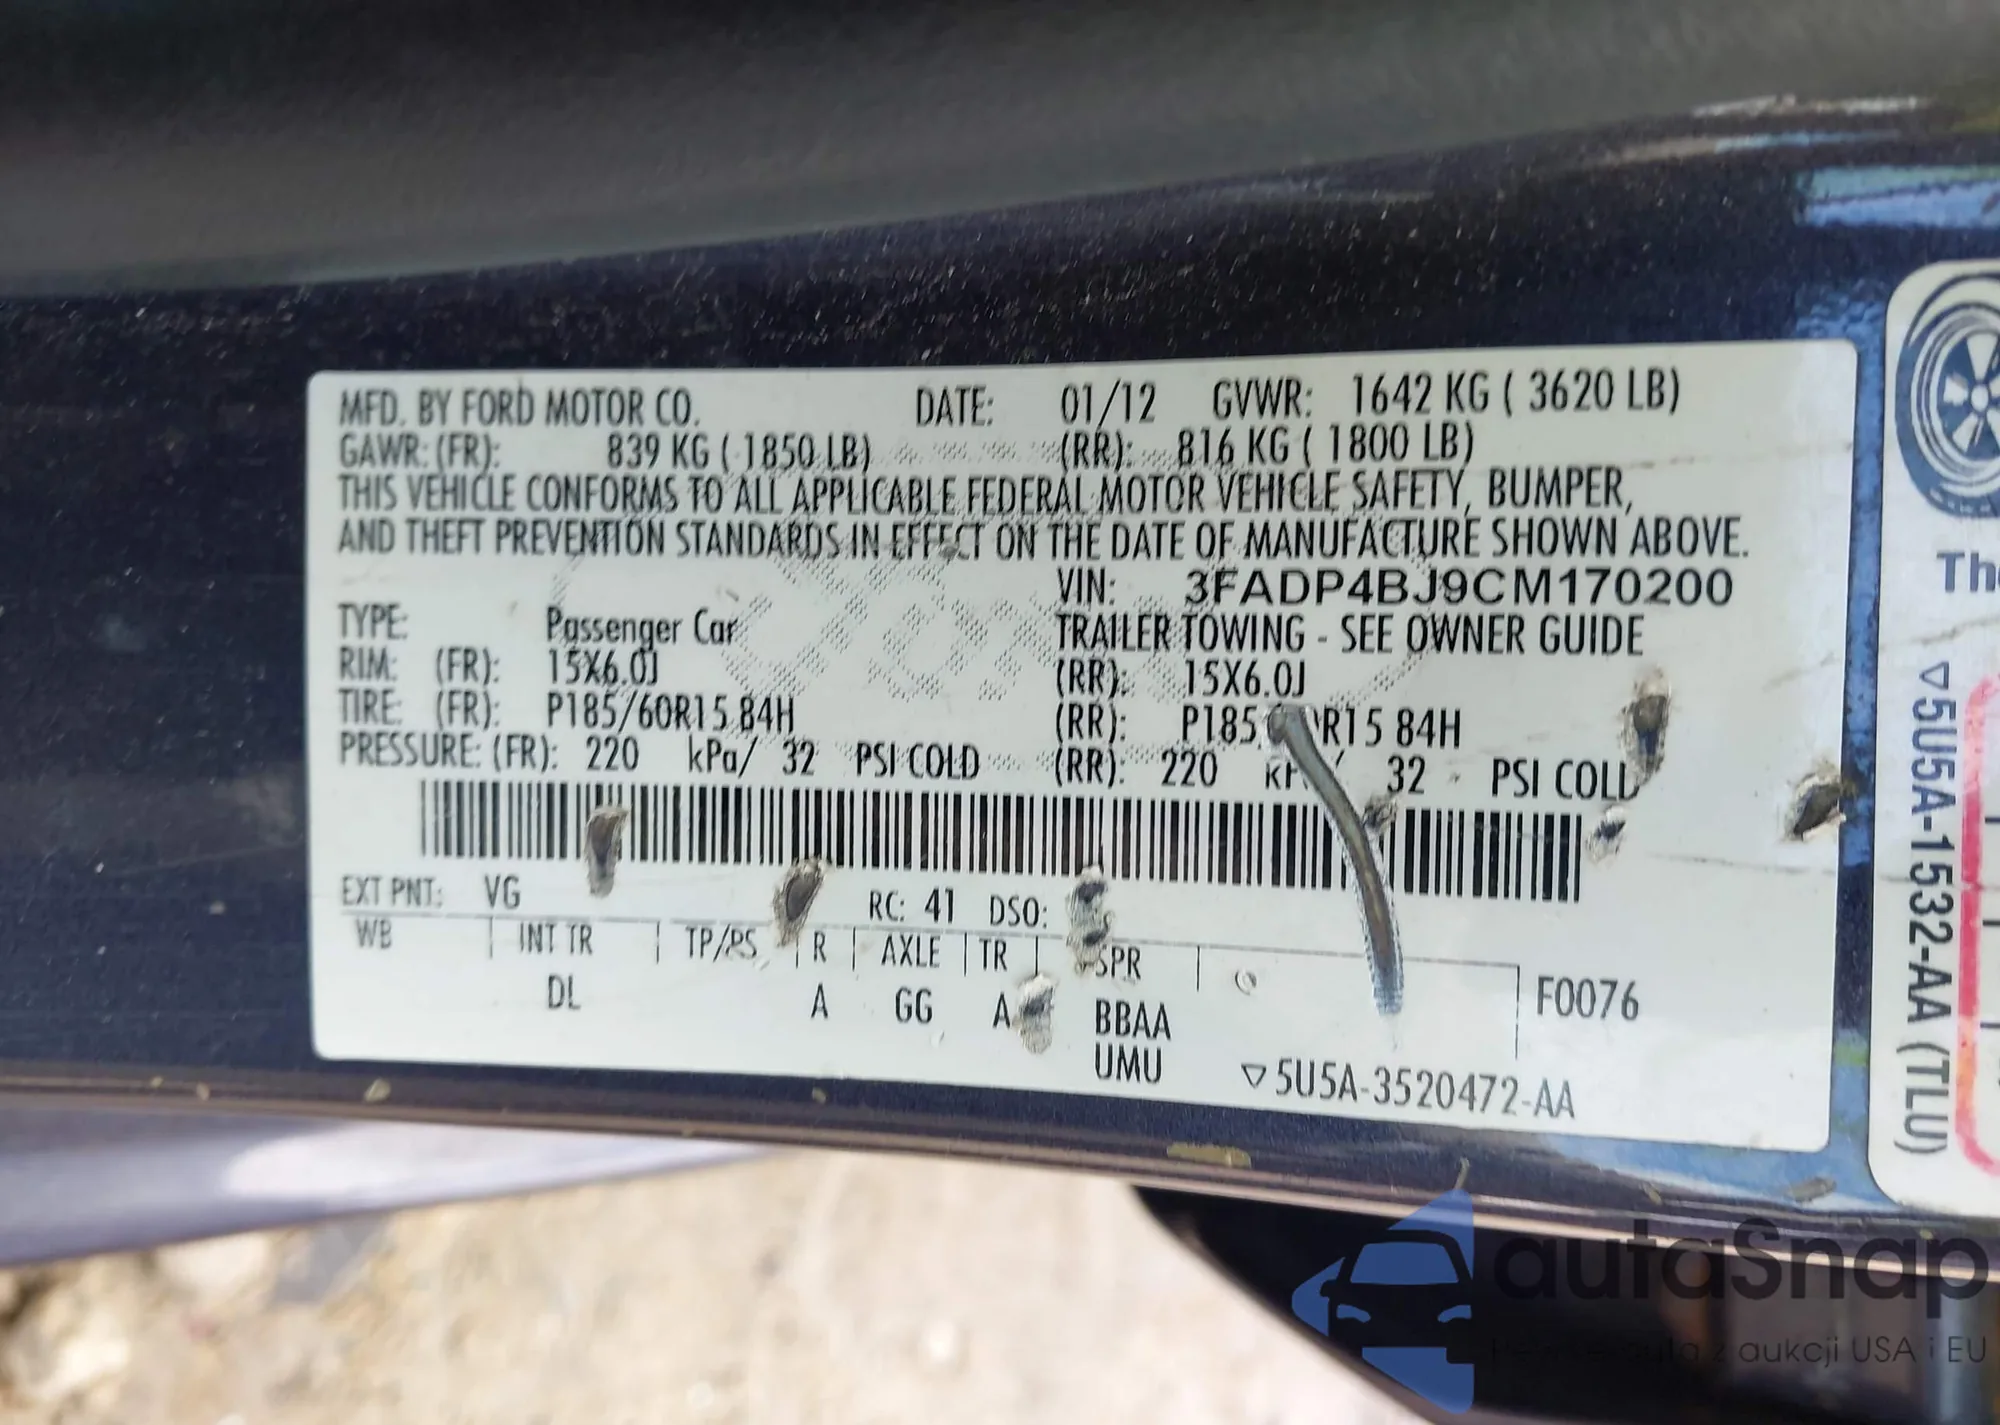 MFD. BY FORD MOTOR CO. DATE: 01/12 GVWR: 1642 KG ( 3620 LB)
GAWR: (FR): 839 KG ( 1850 LB) (RR): 816 KG ( 1800 LB)
THIS VEHICLE CONFORMS TO ALL APPLICABLE FEDERAL MOTOR VEHICLE SAFETY, BUMPER,
AND THEFT PREVENTION STANDARDS IN EFFECT ON THE DATE OF MANUFACTURE SHOWN ABOVE.
VIN: 3FADP4BJ9CM170200
TYPE: Passenger Car TRAILER TOWING - SEE OWNER GUIDE
RIM: (FR): 15X6.0J (RR): 15X6.0J
TIRE: (FR): P185/60R15 84H (RR): P185 R15 84H
PRESSURE: (FR): 220 kPa/ 32 PSI COLD (RR): 220 / 32 PSI COLD
EXT PNT: VG RC: 41 DSO:
WB INT TR TP/PS R AXLE TR SPR
DL A GG A BBAA F0076
UMU
▽5U5A-3520472-AA
▽5U5A-1532-AA (TLU)
autaSnap
z aukcji USA i EU